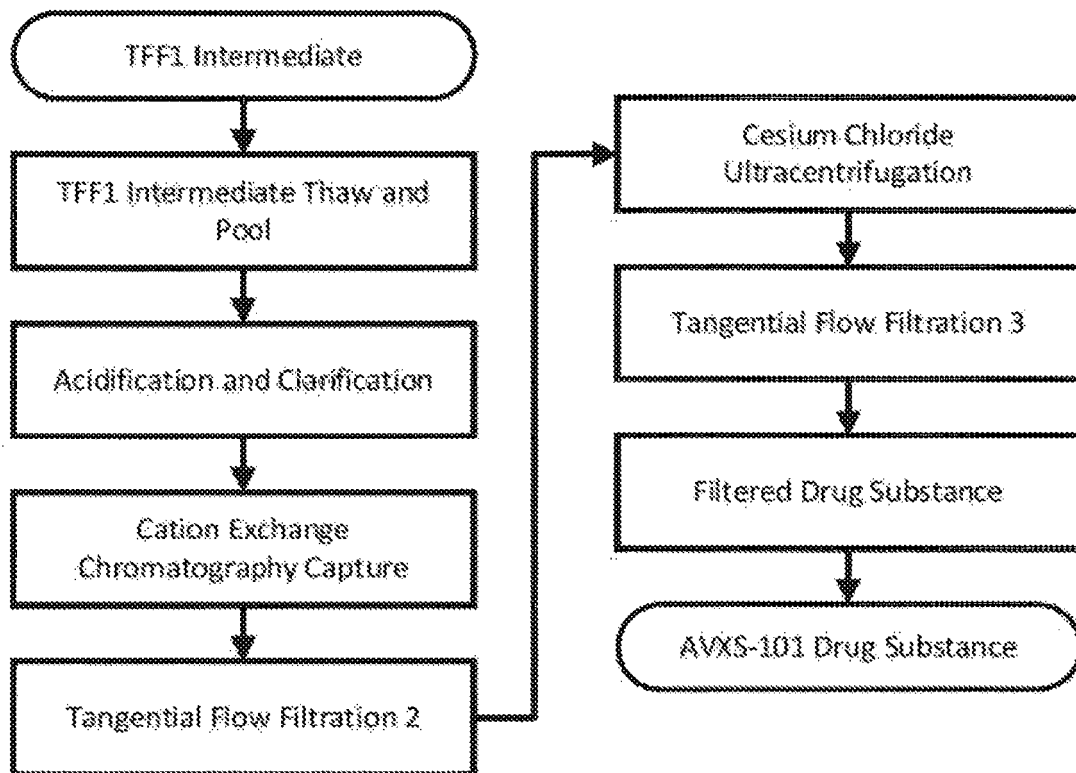 TFF1 Intermediate
TFF1 Intermediate Thaw and
Pool
Acidification and Clarification
Cation Exchange
Chromatography Capture
Tangential Flow Filtration 2
Cesium Chloride
Ultracentrifugation
Tangential Flow Filtration 3
Filtered Drug Substance
AVXS-101 Drug Substance